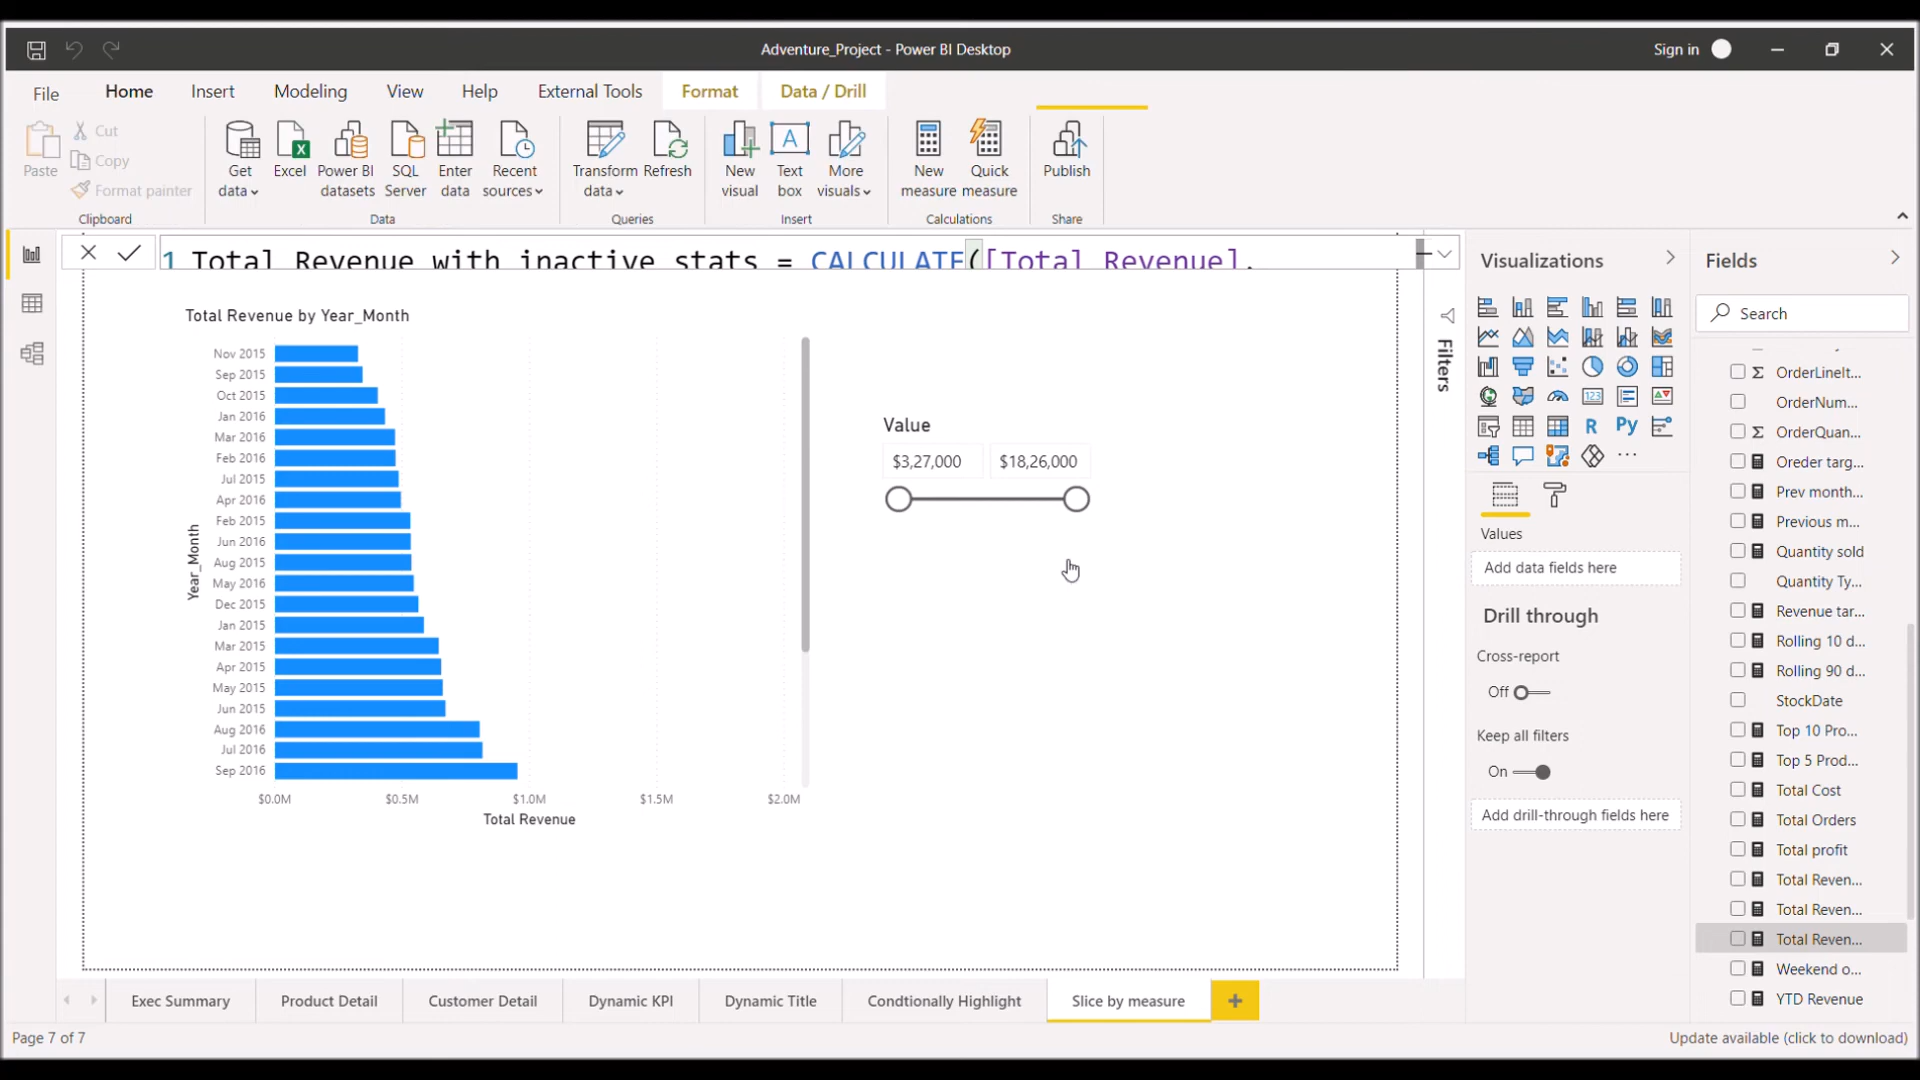 Adventure_Project - Power BI Desktop
Sign in
File
Home
Insert
Modeling
View
Help
External Tools
Format
Data / Drill
Paste
Cut
Copy
Format painter
Clipboard
Get data
Excel
Power BI datasets
SQL Server
Enter data
Recent sources
Data
Transform data
Refresh
Queries
New visual
Text box
More visuals
Insert
New measure
Quick measure
Calculations
Publish
Share
1 Total Revenue with inactive stats = CALCULATE([Total Revenue],
Total Revenue by Year_Month
Year_Month
Nov 2015
Sep 2015
Oct 2015
Jan 2016
Mar 2016
Feb 2016
Jul 2015
Apr 2016
Feb 2015
Jun 2016
Aug 2015
May 2016
Dec 2015
Jan 2015
Mar 2015
Apr 2015
May 2015
Jun 2015
Aug 2016
Jul 2016
Sep 2016
$0.0M $0.5M $1.0M $1.5M $2.0M
Total Revenue
Value
$3,27,000 $18,26,000
Filters
Visualizations
R
Py
123
...
Values
Add data fields here
Drill through
Cross-report
Off
Keep all filters
On
Add drill-through fields here
Fields
Search
OrderLineIt...
OrderNum...
OrderQuan...
Oreder targ...
Prev month...
Previous m...
Quantity sold
Quantity Ty...
Revenue tar...
Rolling 10 d...
Rolling 90 d...
StockDate
Top 10 Pro...
Top 5 Prod...
Total Cost
Total Orders
Total profit
Total Reven...
Total Reven...
Total Reven...
Weekend o...
YTD Revenue
Exec Summary
Product Detail
Customer Detail
Dynamic KPI
Dynamic Title
Condtionally Highlight
Slice by measure
Page 7 of 7
Update available (click to download)